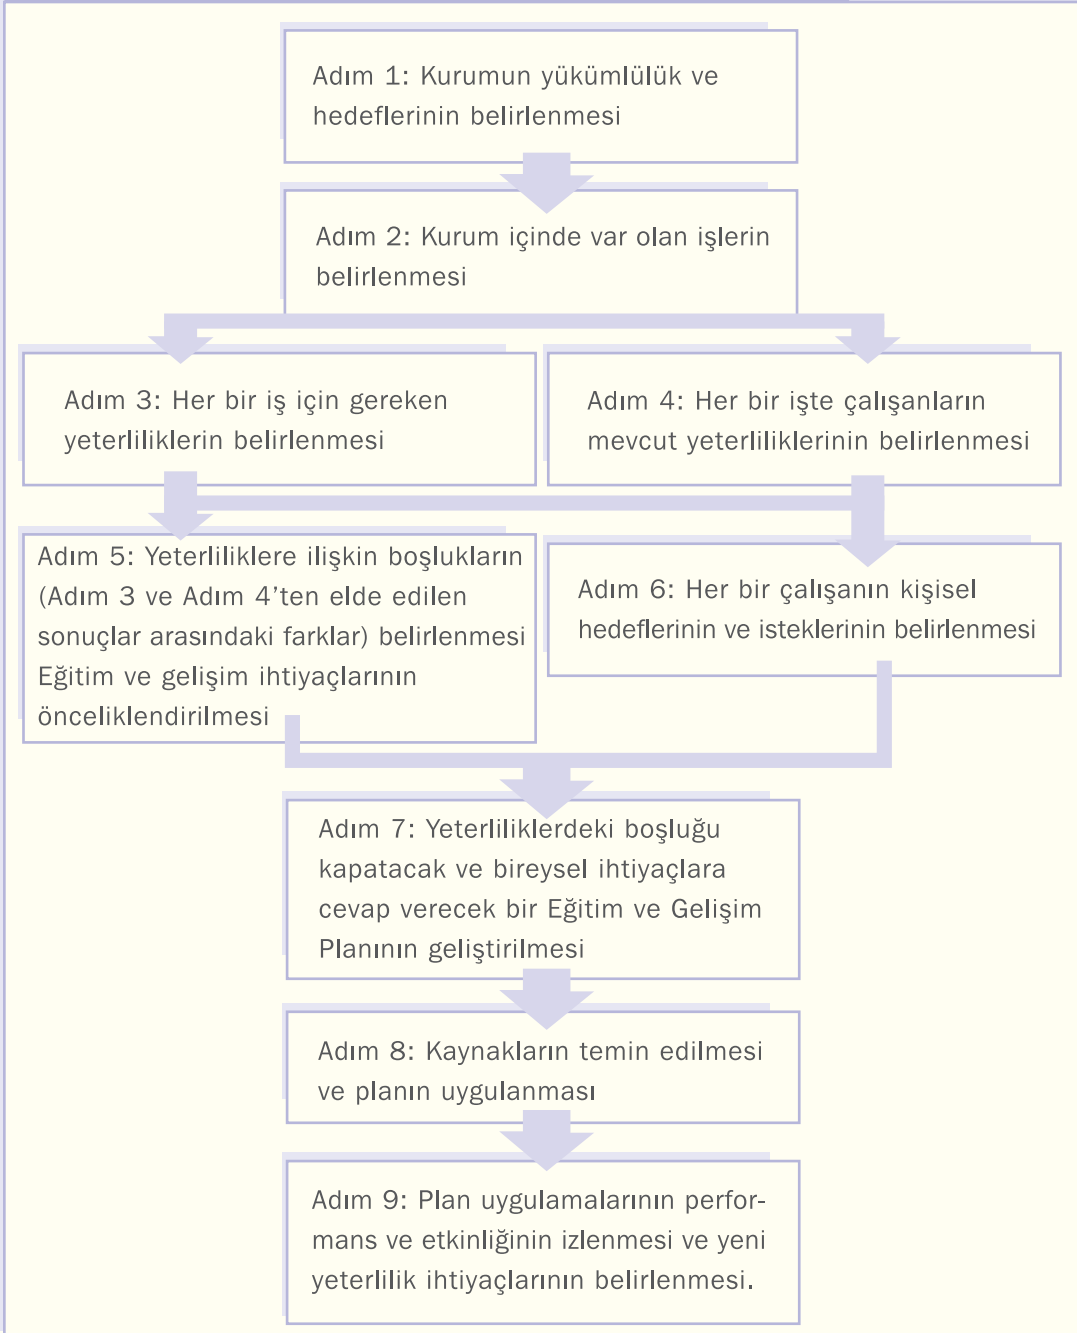 Adım 1: Kurumun yükümlülük ve
hedeflerinin belirlenmesi
Adım 2: Kurum içinde var olan işlerin
belirlenmesi
Adım 3: Her bir iş için gereken
yeterliliklerin belirlenmesi
Adım 4: Her bir işte çalışanların
mevcut yeterliliklerinin belirlenmesi
Adım 5: Yeterliliklere ilişkin boşlukların
(Adım 3 ve Adım 4’ten elde edilen
sonuçlar arasındaki farklar) belirlenmesi
Eğitim ve gelişim ihtiyaçlarının
önceliklendirilmesi
Adım 6: Her bir çalışanın kişisel
hedeflerinin ve isteklerinin belirlenmesi
Adım 7: Yeterliliklerdeki boşluğu
kapatacak ve bireysel ihtiyaçlara
cevap verecek bir Eğitim ve Gelişim
Planının geliştirilmesi
Adım 8: Kaynakların temin edilmesi
ve planın uygulanması
Adım 9: Plan uygulamalarının perfor-
mans ve etkinliğinin izlenmesi ve yeni
yeterlilik ihtiyaçlarının belirlenmesi.